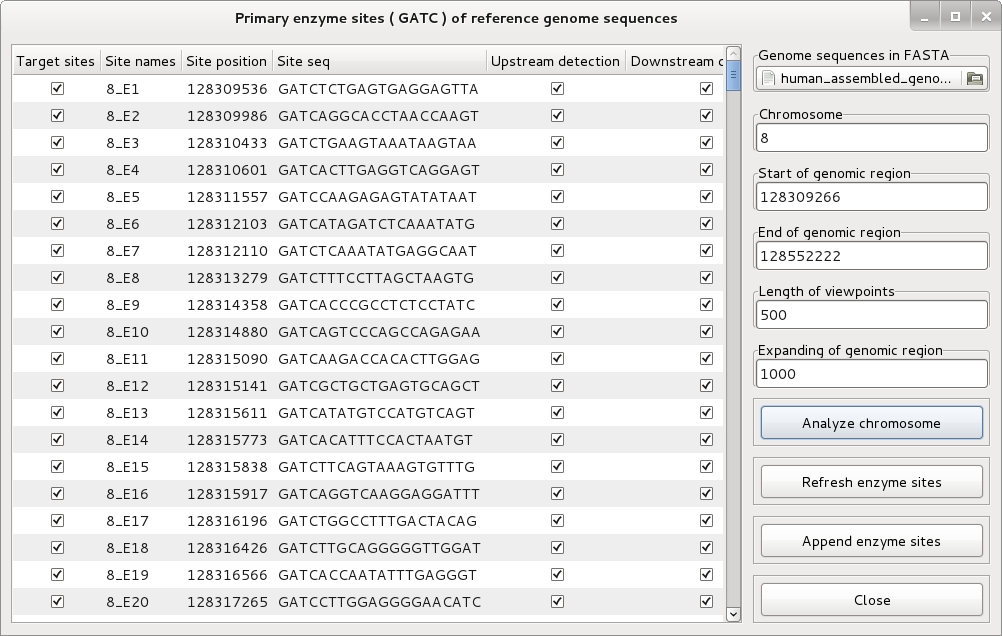 Primary enzyme sites ( GATC ) of reference genome sequences
Target sites Site names Site position Site seq Upstream detection Downstream d
8_E1 128309536 GATCTCTGAGTGAGGAGTTA
8_E2 128309986 GATCAGGCACCTAACCAAGT
8_E3 128310433 GATCTGAAGTAAATAAGTAA
8_E4 128310601 GATCACTTGAGGTCAGGAGT
8_E5 128311557 GATCCAAGAGAGTATATAAT
8_E6 128312103 GATCATAGATCTCAAATATG
8_E7 128312110 GATCTCAAATATGAGGCAAT
8_E8 128313279 GATCTTTCCTTAGCTAAGTG
8_E9 128314358 GATCACCCGCCTCTCCTATC
8_E10 128314880 GATCAGTCCCAGCCAGAGAA
8_E11 128315090 GATCAAGACCACACTTGGAG
8_E12 128315141 GATCGCTGCTGAGTGCAGCT
8_E13 128315611 GATCATATGTCCATGTCAGT
8_E14 128315773 GATCACATTTCCACTAATGT
8_E15 128315838 GATCTTCAGTAAAGTGTTTG
8_E16 128315917 GATCAGGTCAAGGAGGATTT
8_E17 128316196 GATCTGGCCTTTGACTACAG
8_E18 128316426 GATCTTGCAGGGGGTTGGAT
8_E19 128316566 GATCACCAATATTTGAGGGT
8_E20 128317265 GATCCTTGGAGGGGAACATC
Genome sequences in FASTA
human_assembled_geno...
Chromosome
8
Start of genomic region
128309266
End of genomic region
128552222
Length of viewpoints
500
Expanding of genomic region
1000
Analyze chromosome
Refresh enzyme sites
Append enzyme sites
Close